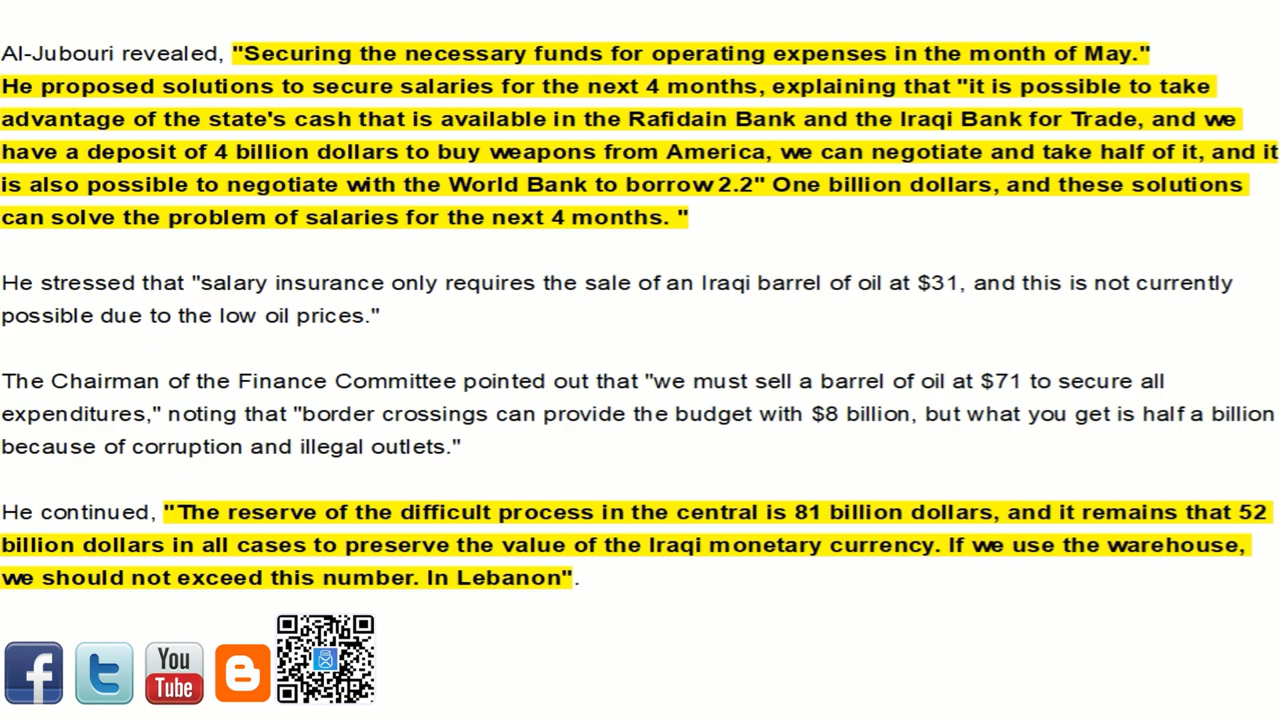 Al-Jubouri revealed, "Securing the necessary funds for operating expenses in the month of May."
He proposed solutions to secure salaries for the next 4 months, explaining that "it is possible to take
advantage of the state's cash that is available in the Rafidain Bank and the Iraqi Bank for Trade, and we
have a deposit of 4 billion dollars to buy weapons from America, we can negotiate and take half of it, and it
is also possible to negotiate with the World Bank to borrow 2.2" One billion dollars, and these solutions
can solve the problem of salaries for the next 4 months. "
He stressed that "salary insurance only requires the sale of an Iraqi barrel of oil at $31, and this is not currently
possible due to the low oil prices."
The Chairman of the Finance Committee pointed out that "we must sell a barrel of oil at $71 to secure all
expenditures," noting that "border crossings can provide the budget with $8 billion, but what you get is half a billion
because of corruption and illegal outlets."
He continued, "The reserve of the difficult process in the central is 81 billion dollars, and it remains that 52
billion dollars in all cases to preserve the value of the Iraqi monetary currency. If we use the warehouse,
we should not exceed this number. In Lebanon".
You
Tube